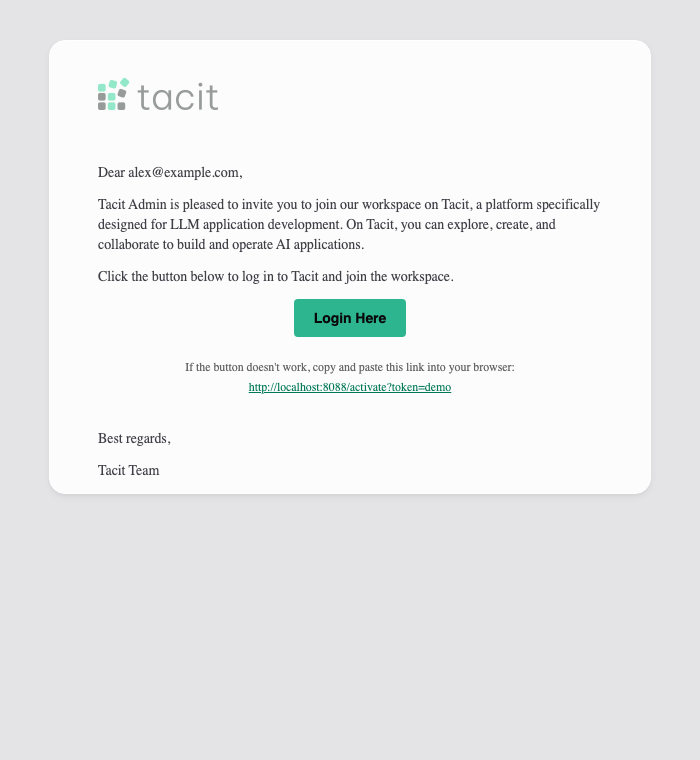 tacit
Dear alex@example.com,
Tacit Admin is pleased to invite you to join our workspace on Tacit, a platform specifically
designed for LLM application development. On Tacit, you can explore, create, and
collaborate to build and operate AI applications.
Click the button below to log in to Tacit and join the workspace.
Login Here
If the button doesn't work, copy and paste this link into your browser:
http://localhost:8088/activate?token=demo
Best regards,
Tacit Team